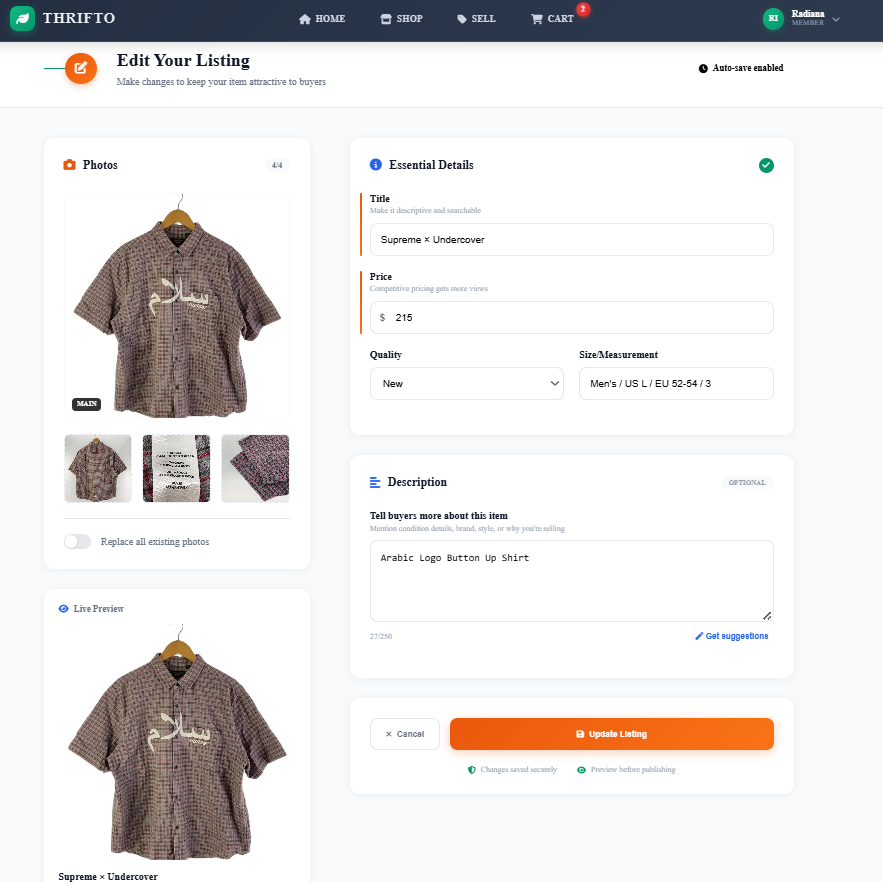 THRIFTO
HOME
SHOP
SELL
CART
2
RI
Radiana
MEMBER
Edit Your Listing
Make changes to keep your item attractive to buyers
Auto-save enabled
Photos
4/4
سلام
MAIN
Replace all existing photos
Live Preview
سلام
Supreme × Undercover
Essential Details
Title
Make it descriptive and searchable
Supreme × Undercover
Price
Competitive pricing gets more views
$ 215
Quality
Size/Measurement
New
Men's / US L / EU 52-54 / 3
Description
OPTIONAL
Tell buyers more about this item
Mention condition details, brand, style, or why you're selling
Arabic Logo Button Up Shirt
27/250
Get suggestions
Cancel
Update Listing
Changes saved securely
Preview before publishing